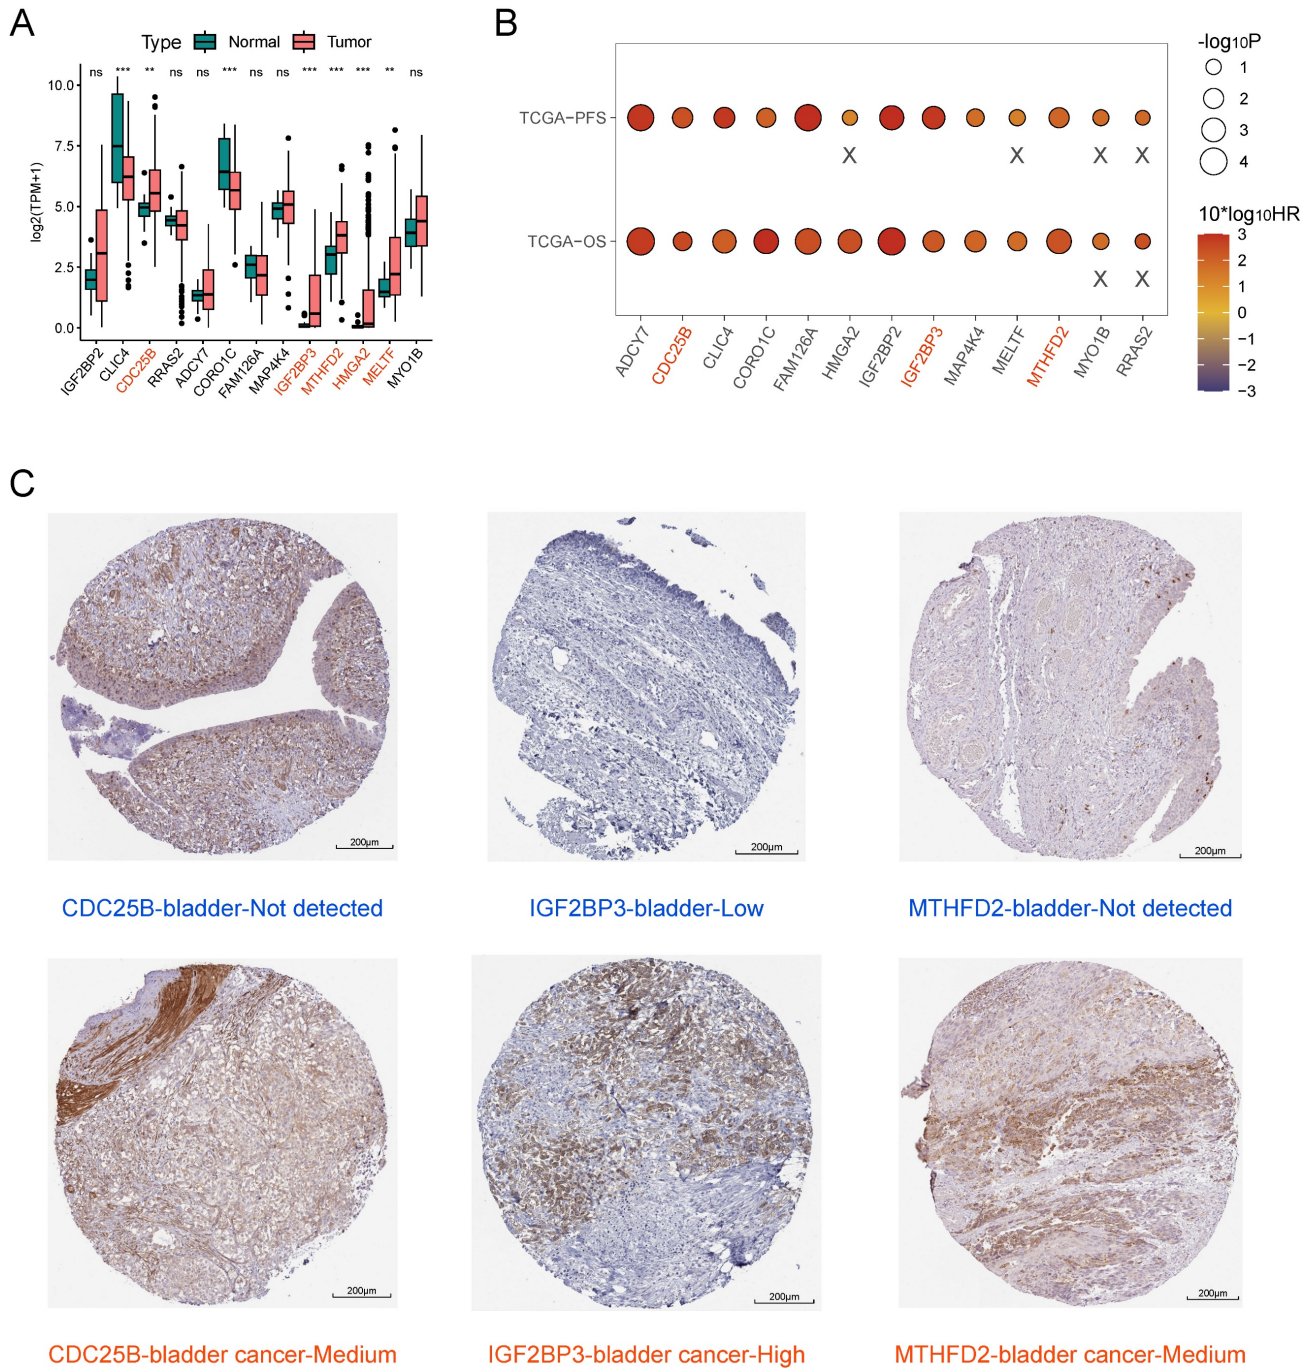 A
B
Type Normal Tumor
ns *** ** ns ns *** ns ns *** *** *** ** ns
log2(TPM+1)
10.0
7.5
5.0
2.5
0.0
IGF2BP2
CLIC4
CDC25B
RRAS2
ADCY7
CORO1C
FAM126A
MAP4K4
IGF2BP3
MTHFD2
HMGA2
MELTF
MYO1B
TCGA-PFS
X X X X
TCGA-OS
X X
ADCY7
CDC25B
CLIC4
CORO1C
FAM126A
HMGA2
IGF2BP2
IGF2BP3
MAP4K4
MELTF
MTHFD2
MYO1B
RRAS2
-log10P
1
2
3
4
10*log10HR
3
2
1
0
−1
−2
−3
C
200µm
200µm
200µm
CDC25B-bladder-Not detected
IGF2BP3-bladder-Low
MTHFD2-bladder-Not detected
200µm
200µm
200µm
CDC25B-bladder cancer-Medium
IGF2BP3-bladder cancer-High
MTHFD2-bladder cancer-Medium